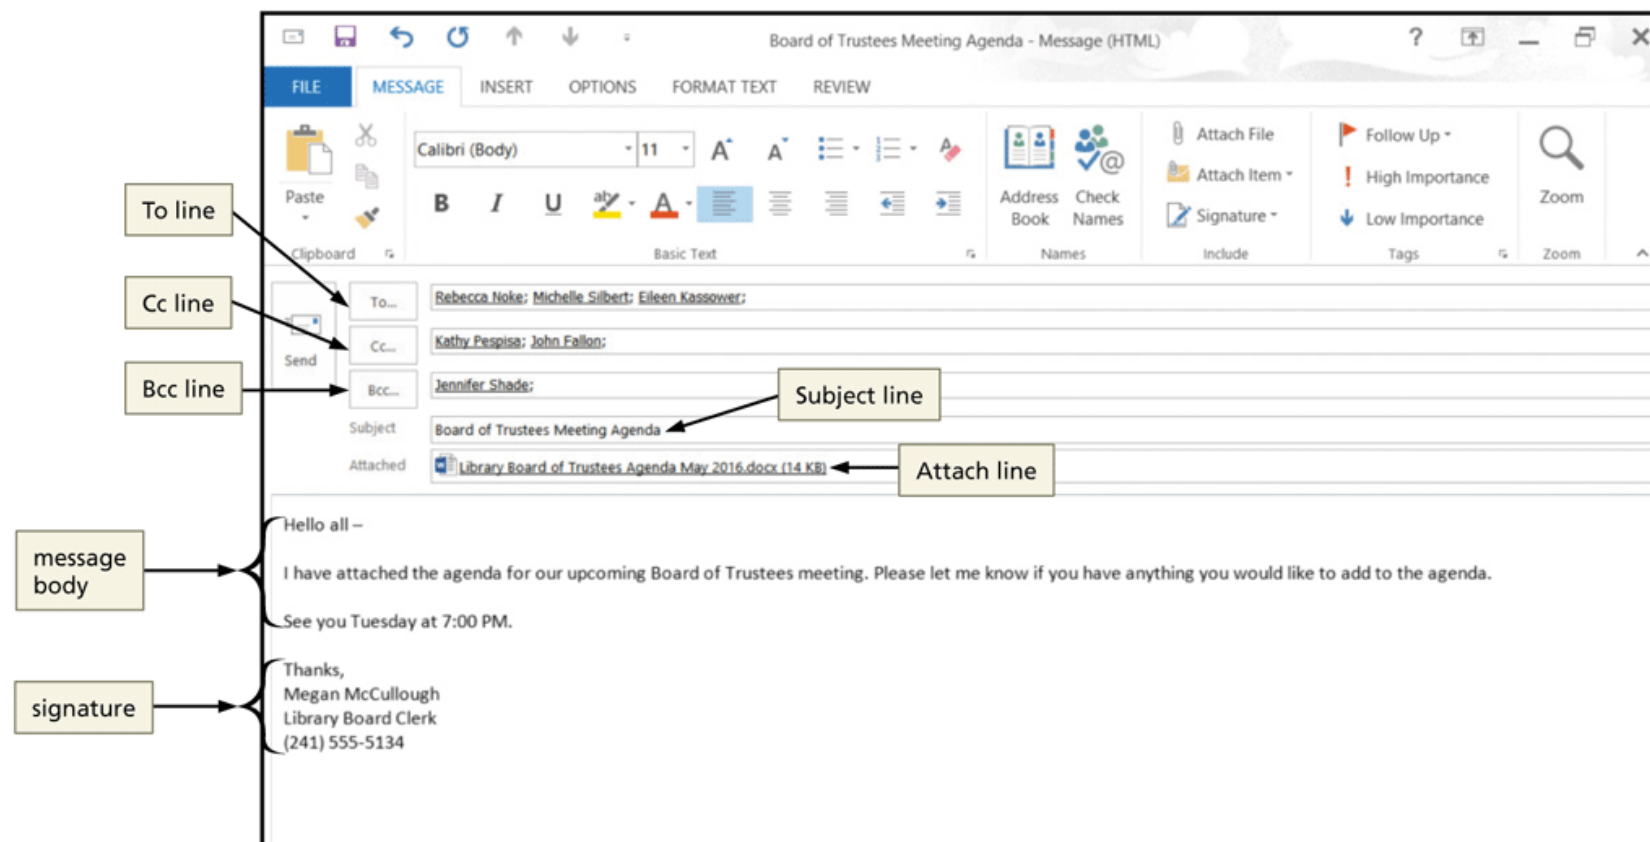 Board of Trustees Meeting Agenda - Message (HTML)
?
FILE MESSAGE INSERT OPTIONS FORMAT TEXT REVIEW
Paste
Clipboard
Calibri (Body) 11 A A
B I U aby A
Basic Text
Address Book
Check Names
Names
Attach File
Attach Item
Signature
Include
Follow Up
High Importance
Low Importance
Tags
Zoom
Zoom
To line
Cc line
Bcc line
Send
To... Rebecca Noke; Michelle Silbert; Eileen Kassower;
Cc... Kathy Pespisa; John Fallon;
Bcc... Jennifer Shade;
Subject line
Subject Board of Trustees Meeting Agenda
Attached Library Board of Trustees Agenda May 2016.docx (14 KB)
Attach line
message
body
Hello all –
I have attached the agenda for our upcoming Board of Trustees meeting. Please let me know if you have anything you would like to add to the agenda.
See you Tuesday at 7:00 PM.
signature
Thanks,
Megan McCullough
Library Board Clerk
(241) 555-5134